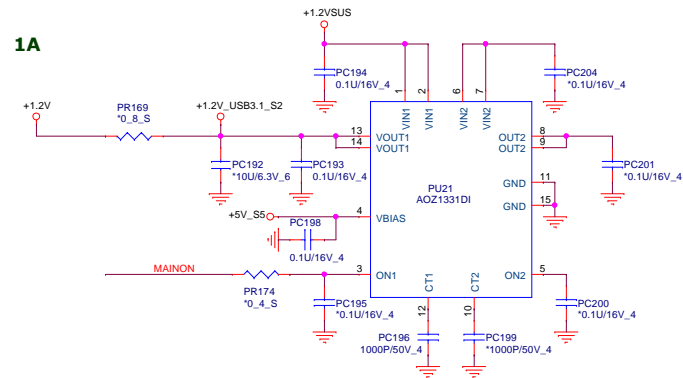 +1.2VSUS
1A
PC194
0.1U/16V_4
PC204
*0.1U/16V_4
1
2
6
7
VIN1
VIN1
VIN2
VIN2
+1.2V
PR169
*0_8_S
+1.2V_USB3.1_S2
13
14
VOUT1
VOUT1
OUT2
OUT2
8
9
PC192
*10U/6.3V_6
PC193
0.1U/16V_4
PC201
*0.1U/16V_4
PU21
AOZ1331DI
GND
11
GND
15
+5V_S5
4
VBIAS
PC198
0.1U/16V_4
MAINON
PR174
*0_4_S
3
ON1
CT1
CT2
ON2
5
PC195
*0.1U/16V_4
12
10
PC200
*0.1U/16V_4
PC196
1000P/50V_4
PC199
*1000P/50V_4